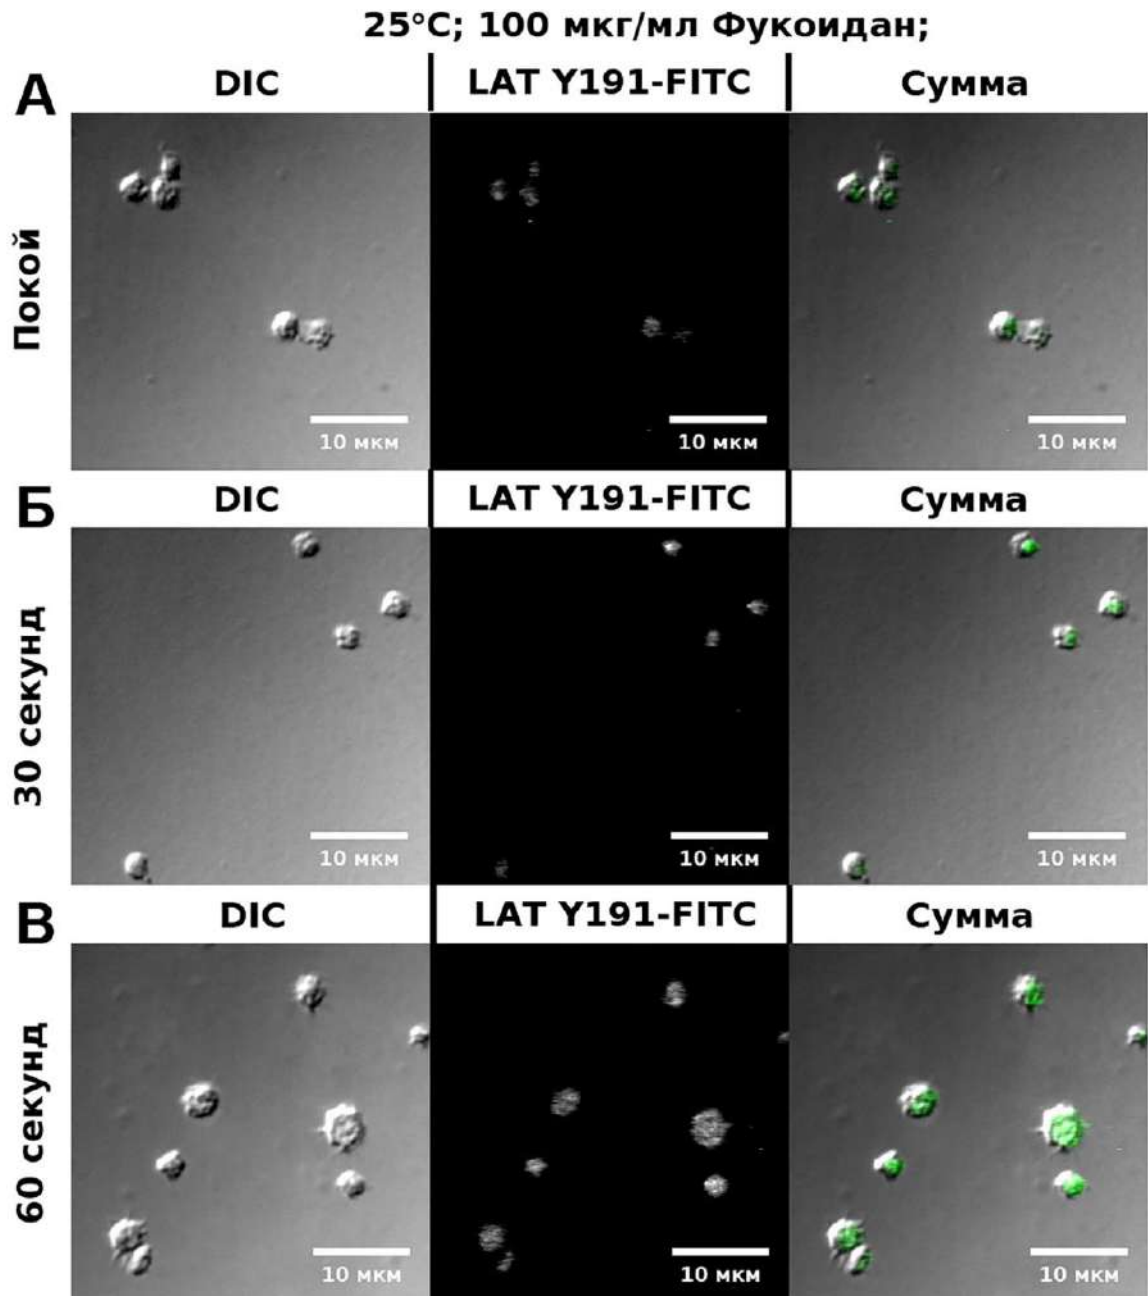 25°C; 100 мкг/мл Фукоидан;
А DIC LAT Y191-FITC Сумма
Покой
10 мкм 10 мкм 10 мкм
Б DIC LAT Y191-FITC Сумма
30 секунд
10 мкм 10 мкм 10 мкм
В DIC LAT Y191-FITC Сумма
60 секунд
10 мкм 10 мкм 10 мкм